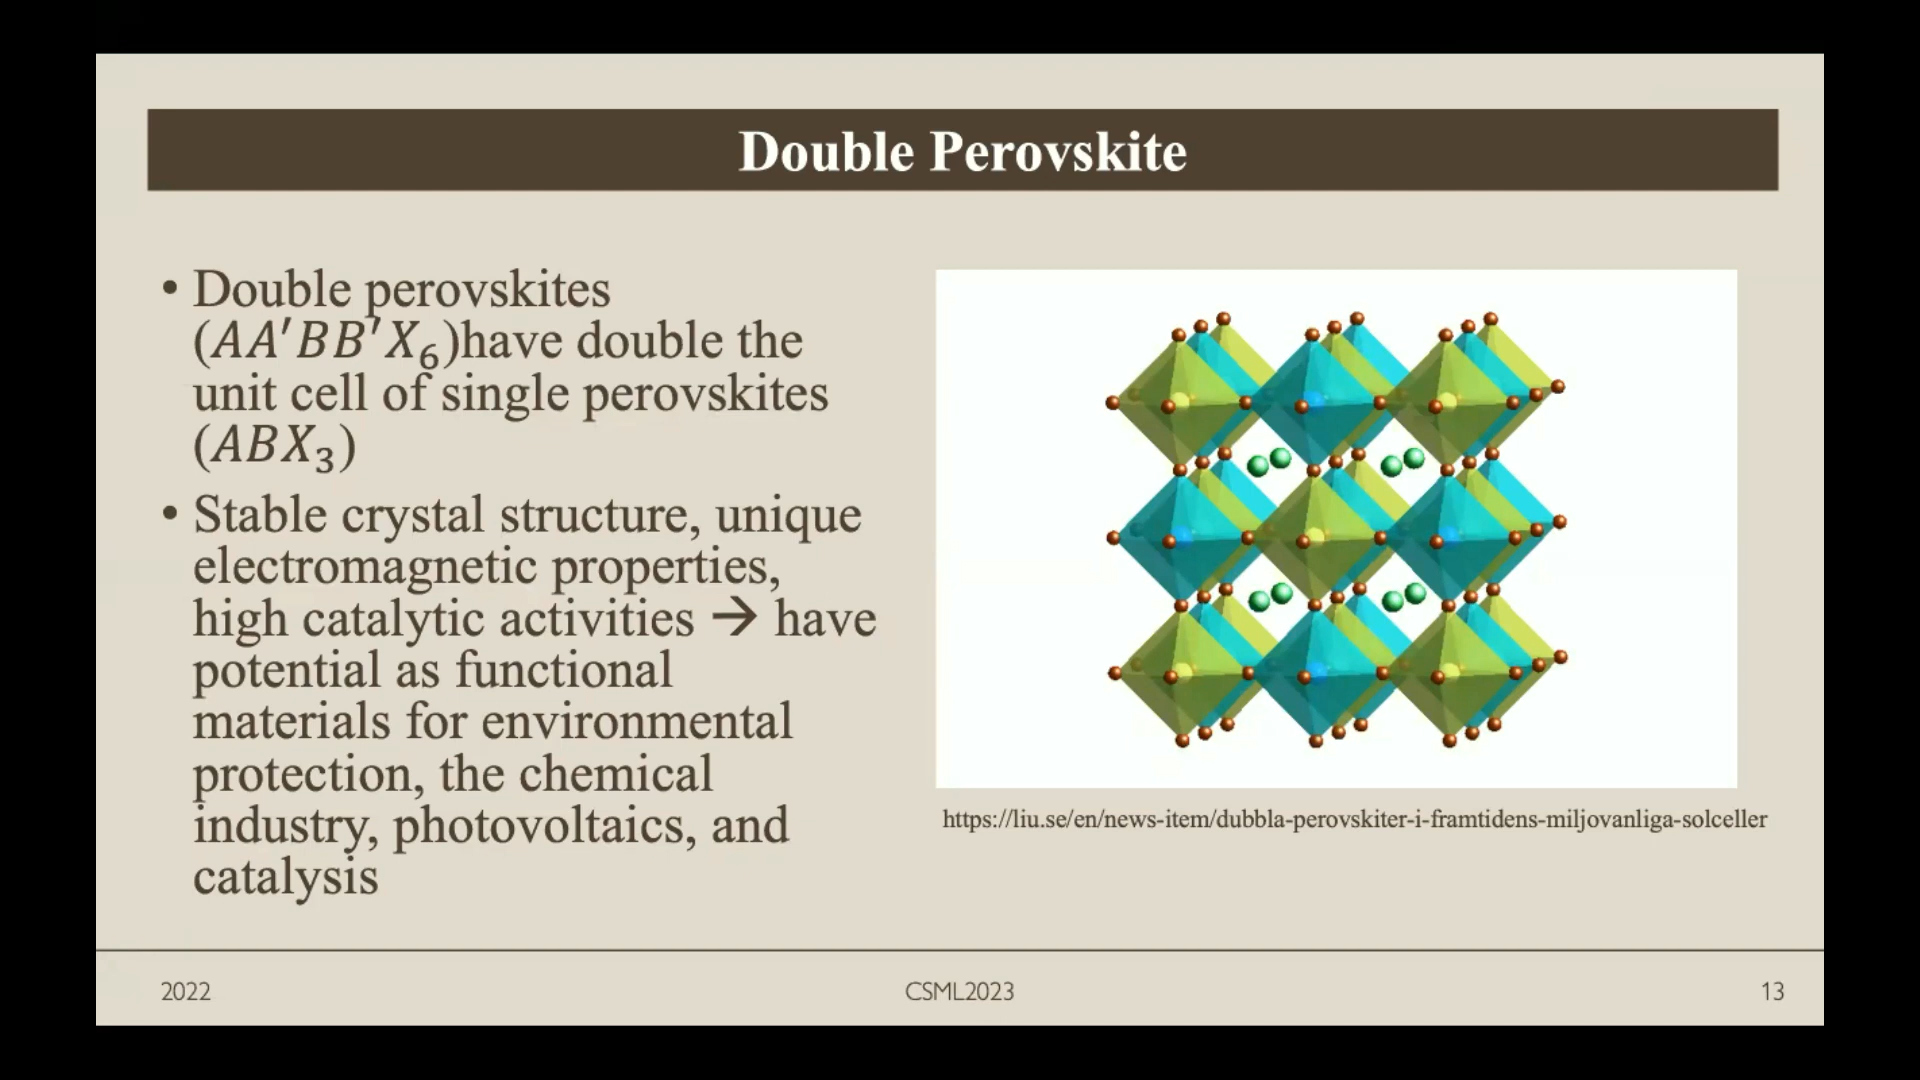 Double Perovskite
• Double perovskites
(𝐴𝐴′𝐵𝐵′𝑋₆)have double the
unit cell of single perovskites
(𝐴𝐵𝑋₃)
• Stable crystal structure, unique
electromagnetic properties,
high catalytic activities → have
potential as functional
materials for environmental
protection, the chemical
industry, photovoltaics, and
catalysis
https://liu.se/en/news-item/dubbla-perovskiter-i-framtidens-miljovanliga-solceller
2022
CSML2023
13